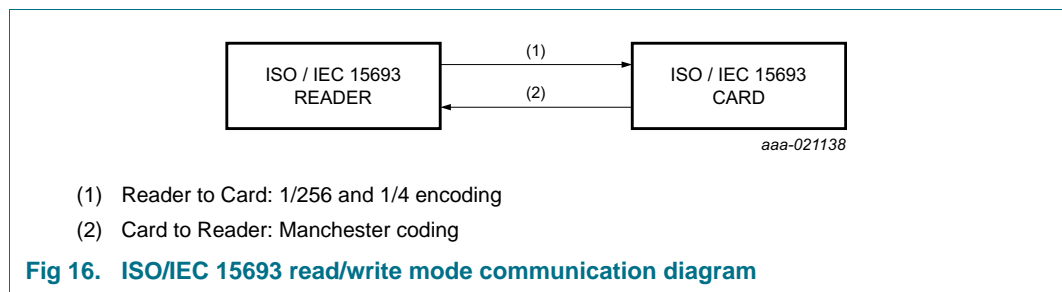 (1)
ISO / IEC 15693
READER
ISO / IEC 15693
CARD
(2)
aaa-021138
(1) Reader to Card: 1/256 and 1/4 encoding
(2) Card to Reader: Manchester coding
Fig 16. ISO/IEC 15693 read/write mode communication diagram